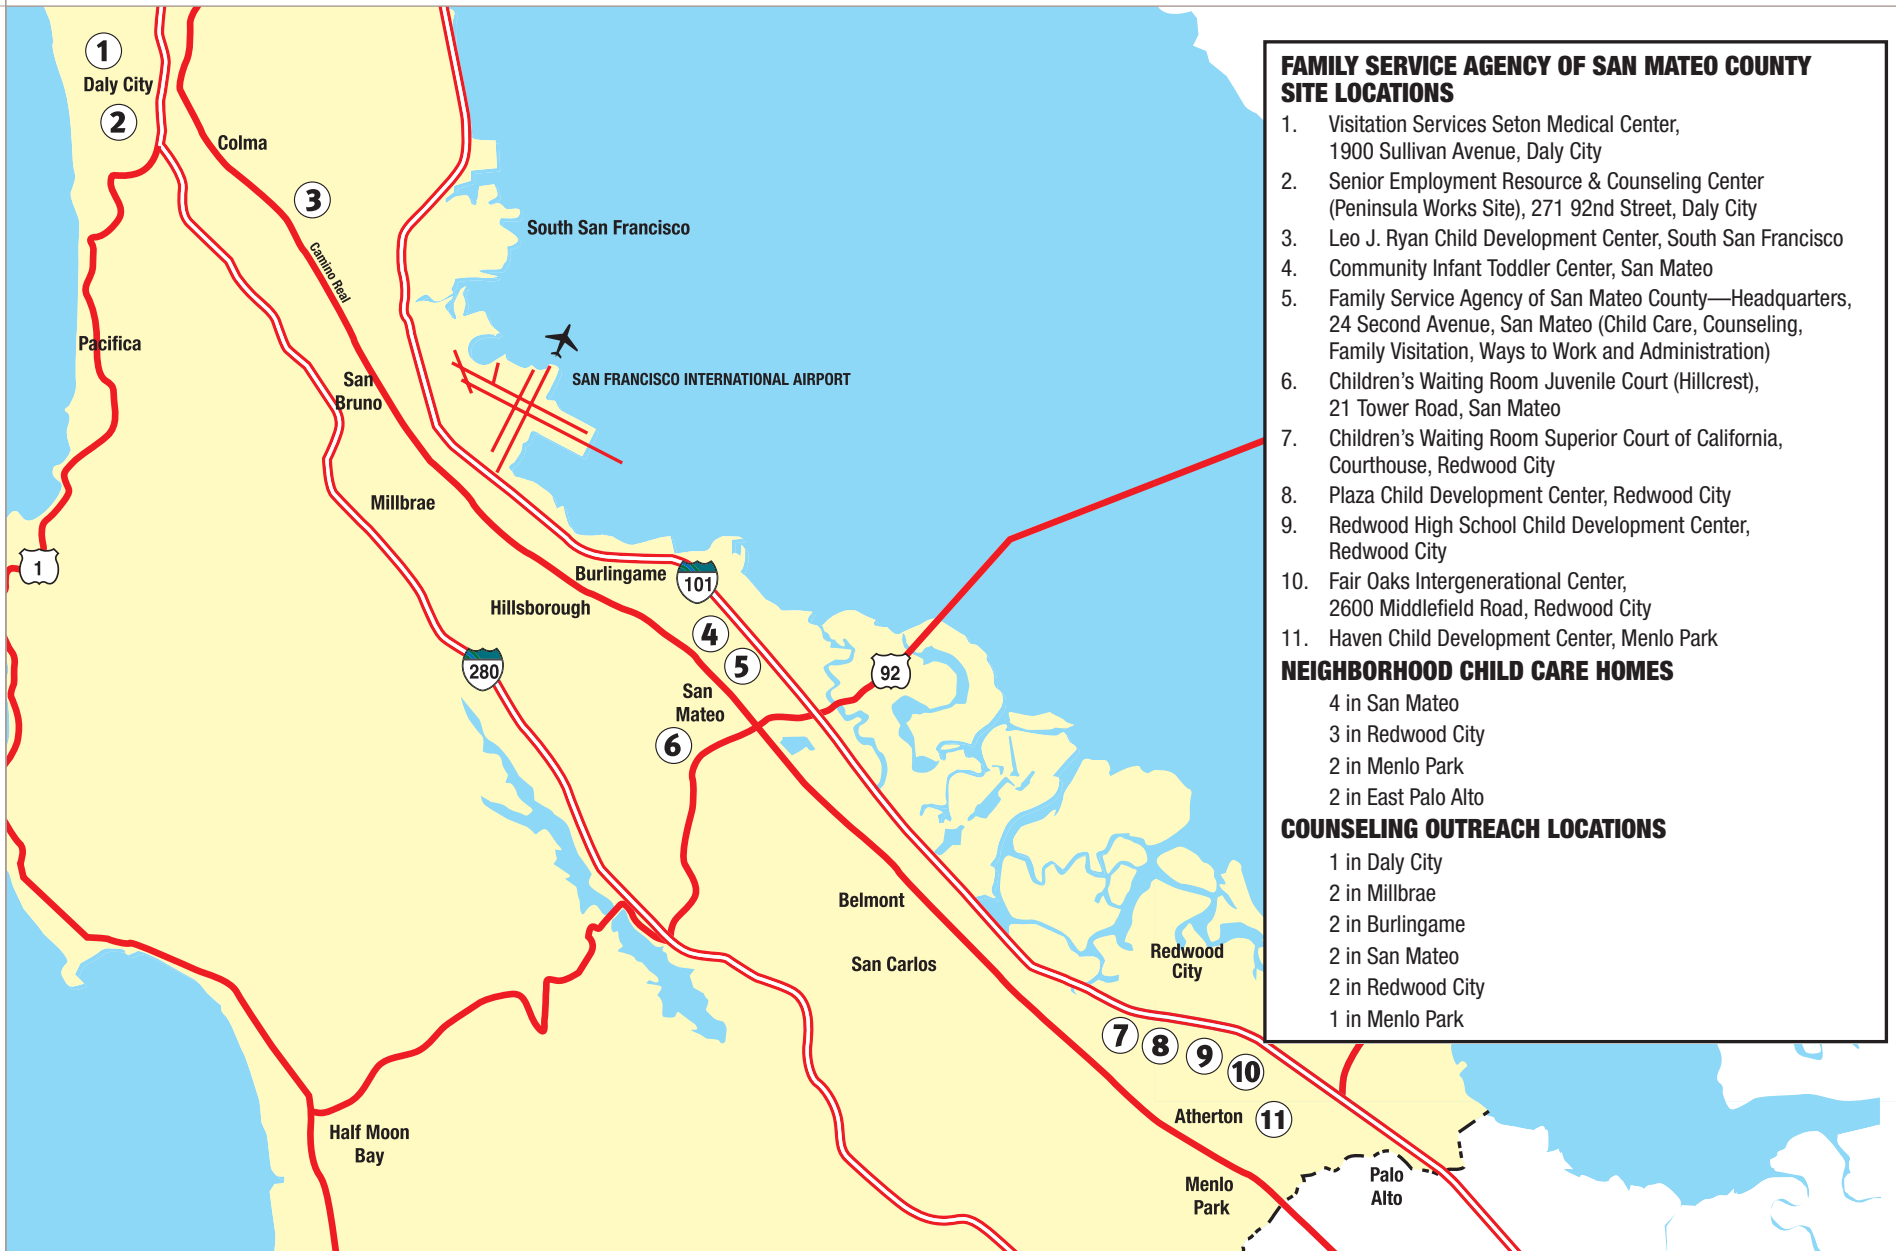 1
Daly City
2
Colma
3
Camino Real
South San Francisco
Pacifica
SAN FRANCISCO INTERNATIONAL AIRPORT
San
Bruno
Millbrae
1
Burlingame
101
Hillsborough
4
5
280
92
San
Mateo
6
Belmont
San Carlos
Redwood
City
7
8
9
10
Atherton
11
Half Moon
Bay
Menlo
Park
Palo
Alto
FAMILY SERVICE AGENCY OF SAN MATEO COUNTY
SITE LOCATIONS
1. Visitation Services Seton Medical Center,
1900 Sullivan Avenue, Daly City
2. Senior Employment Resource & Counseling Center
(Peninsula Works Site), 271 92nd Street, Daly City
3. Leo J. Ryan Child Development Center, South San Francisco
4. Community Infant Toddler Center, San Mateo
5. Family Service Agency of San Mateo County—Headquarters,
24 Second Avenue, San Mateo (Child Care, Counseling,
Family Visitation, Ways to Work and Administration)
6. Children’s Waiting Room Juvenile Court (Hillcrest),
21 Tower Road, San Mateo
7. Children’s Waiting Room Superior Court of California,
Courthouse, Redwood City
8. Plaza Child Development Center, Redwood City
9. Redwood High School Child Development Center,
Redwood City
10. Fair Oaks Intergenerational Center,
2600 Middlefield Road, Redwood City
11. Haven Child Development Center, Menlo Park
NEIGHBORHOOD CHILD CARE HOMES
4 in San Mateo
3 in Redwood City
2 in Menlo Park
2 in East Palo Alto
COUNSELING OUTREACH LOCATIONS
1 in Daly City
2 in Millbrae
2 in Burlingame
2 in San Mateo
2 in Redwood City
1 in Menlo Park